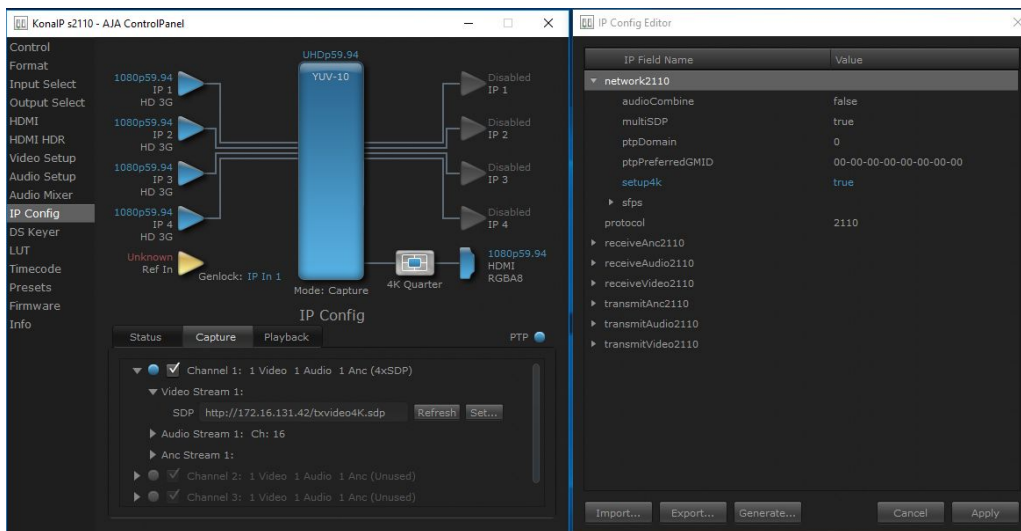 KonaIP s2110 - AJA ControlPanel
Control
Format
Input Select
Output Select
HDMI
HDMI HDR
Video Setup
Audio Setup
Audio Mixer
IP Config
DS Keyer
LUT
Timecode
Presets
Firmware
Info
UHDp59.94
YUV-10
1080p59.94
IP 1
HD 3G
1080p59.94
IP 2
HD 3G
1080p59.94
IP 3
HD 3G
1080p59.94
IP 4
HD 3G
Unknown
Ref In
Genlock: IP In 1
Mode: Capture
Disabled
IP 1
Disabled
IP 2
Disabled
IP 3
Disabled
IP 4
4K Quarter
1080p59.94
HDMI
RGBA8
IP Config
Status Capture Playback PTP
Channel 1: 1 Video 1 Audio 1 Anc (4xSDP)
Video Stream 1:
SDP http://172.16.131.42/txvideo4K.sdp Refresh Set...
Audio Stream 1: Ch: 16
Anc Stream 1:
Channel 2: 1 Video 1 Audio 1 Anc (Unused)
Channel 3: 1 Video 1 Audio 1 Anc (Unused)
IP Config Editor
IP Field Name Value
network2110
audioCombine false
multiSDP true
ptpDomain 0
ptpPreferredGMID 00-00-00-00-00-00-00-00
setup4k true
sfps
protocol 2110
receiveAnc2110
receiveAudio2110
receiveVideo2110
transmitAnc2110
transmitAudio2110
transmitVideo2110
Import... Export... Generate... Cancel Apply